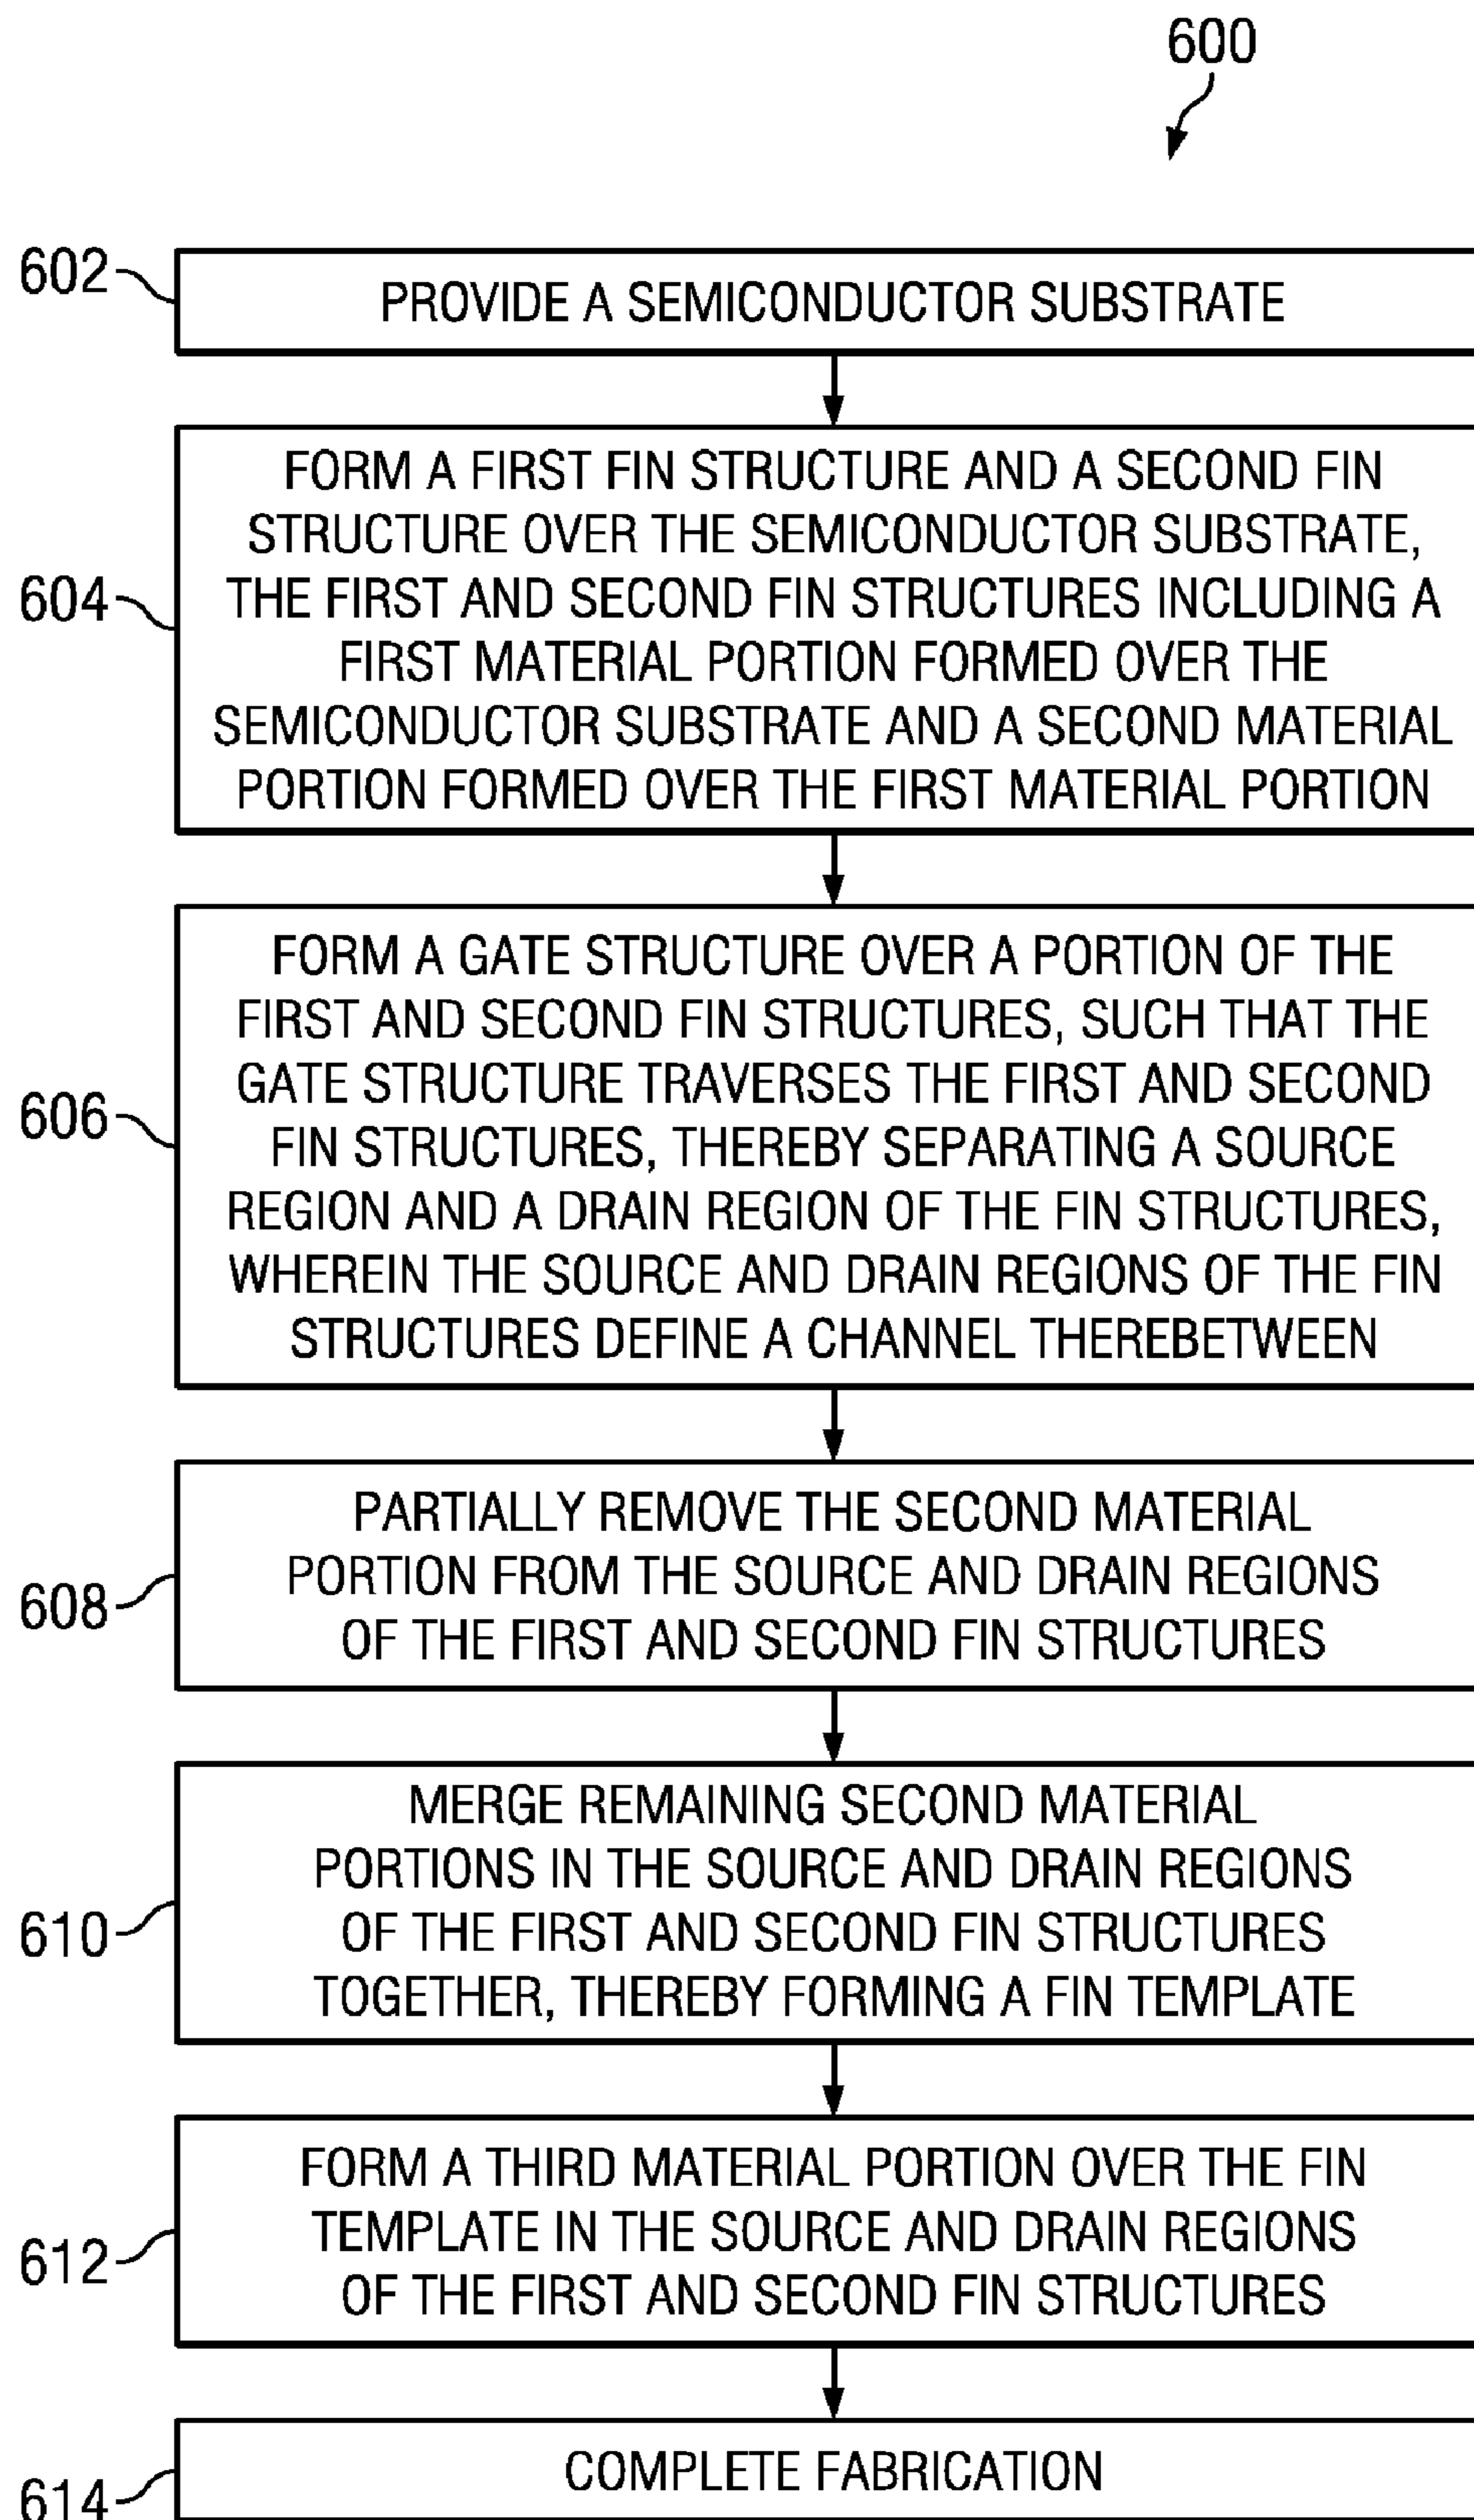 600
602
PROVIDE A SEMICONDUCTOR SUBSTRATE
604
FORM A FIRST FIN STRUCTURE AND A SECOND FIN
STRUCTURE OVER THE SEMICONDUCTOR SUBSTRATE,
THE FIRST AND SECOND FIN STRUCTURES INCLUDING A
FIRST MATERIAL PORTION FORMED OVER THE
SEMICONDUCTOR SUBSTRATE AND A SECOND MATERIAL
PORTION FORMED OVER THE FIRST MATERIAL PORTION
606
FORM A GATE STRUCTURE OVER A PORTION OF THE
FIRST AND SECOND FIN STRUCTURES, SUCH THAT THE
GATE STRUCTURE TRAVERSES THE FIRST AND SECOND
FIN STRUCTURES, THEREBY SEPARATING A SOURCE
REGION AND A DRAIN REGION OF THE FIN STRUCTURES,
WHEREIN THE SOURCE AND DRAIN REGIONS OF THE FIN
STRUCTURES DEFINE A CHANNEL THEREBETWEEN
608
PARTIALLY REMOVE THE SECOND MATERIAL
PORTION FROM THE SOURCE AND DRAIN REGIONS
OF THE FIRST AND SECOND FIN STRUCTURES
610
MERGE REMAINING SECOND MATERIAL
PORTIONS IN THE SOURCE AND DRAIN REGIONS
OF THE FIRST AND SECOND FIN STRUCTURES
TOGETHER, THEREBY FORMING A FIN TEMPLATE
612
FORM A THIRD MATERIAL PORTION OVER THE FIN
TEMPLATE IN THE SOURCE AND DRAIN REGIONS
OF THE FIRST AND SECOND FIN STRUCTURES
614
COMPLETE FABRICATION